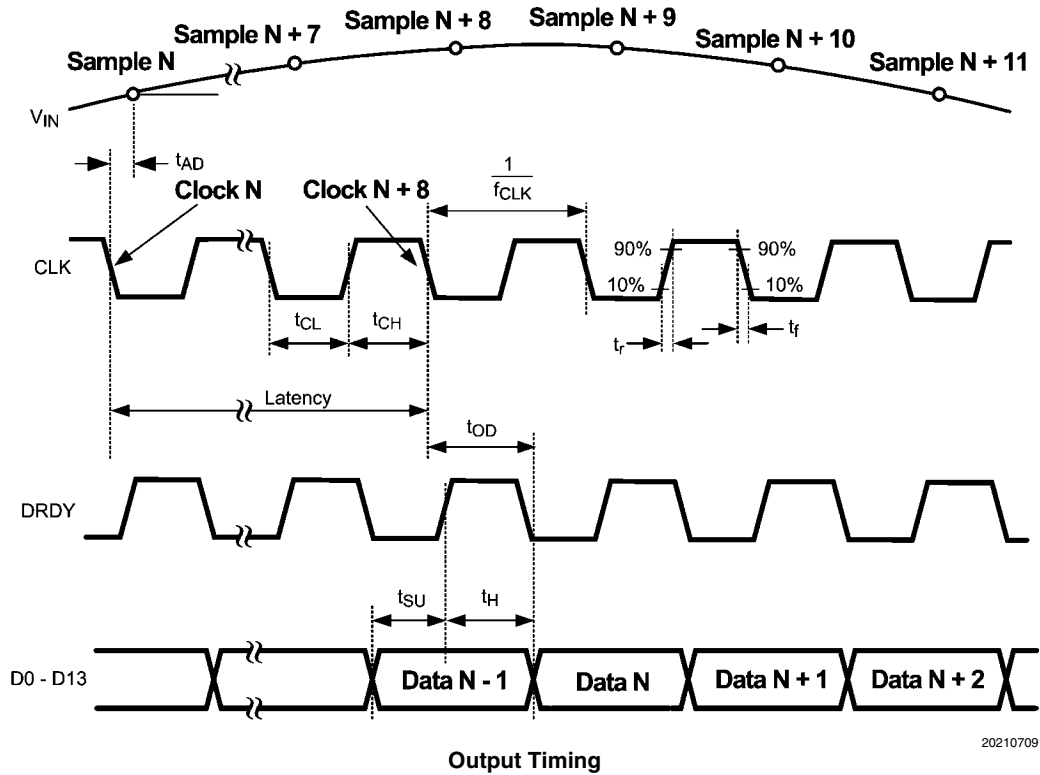 Sample N
Sample N + 7
Sample N + 8
Sample N + 9
Sample N + 10
Sample N + 11
VIN
tAD
Clock N
Clock N + 8
1
fCLK
CLK
90%
10%
90%
10%
tCL
tCH
tr
tf
Latency
tOD
DRDY
tSU
tH
D0 - D13
Data N - 1
Data N
Data N + 1
Data N + 2
20210709
Output Timing